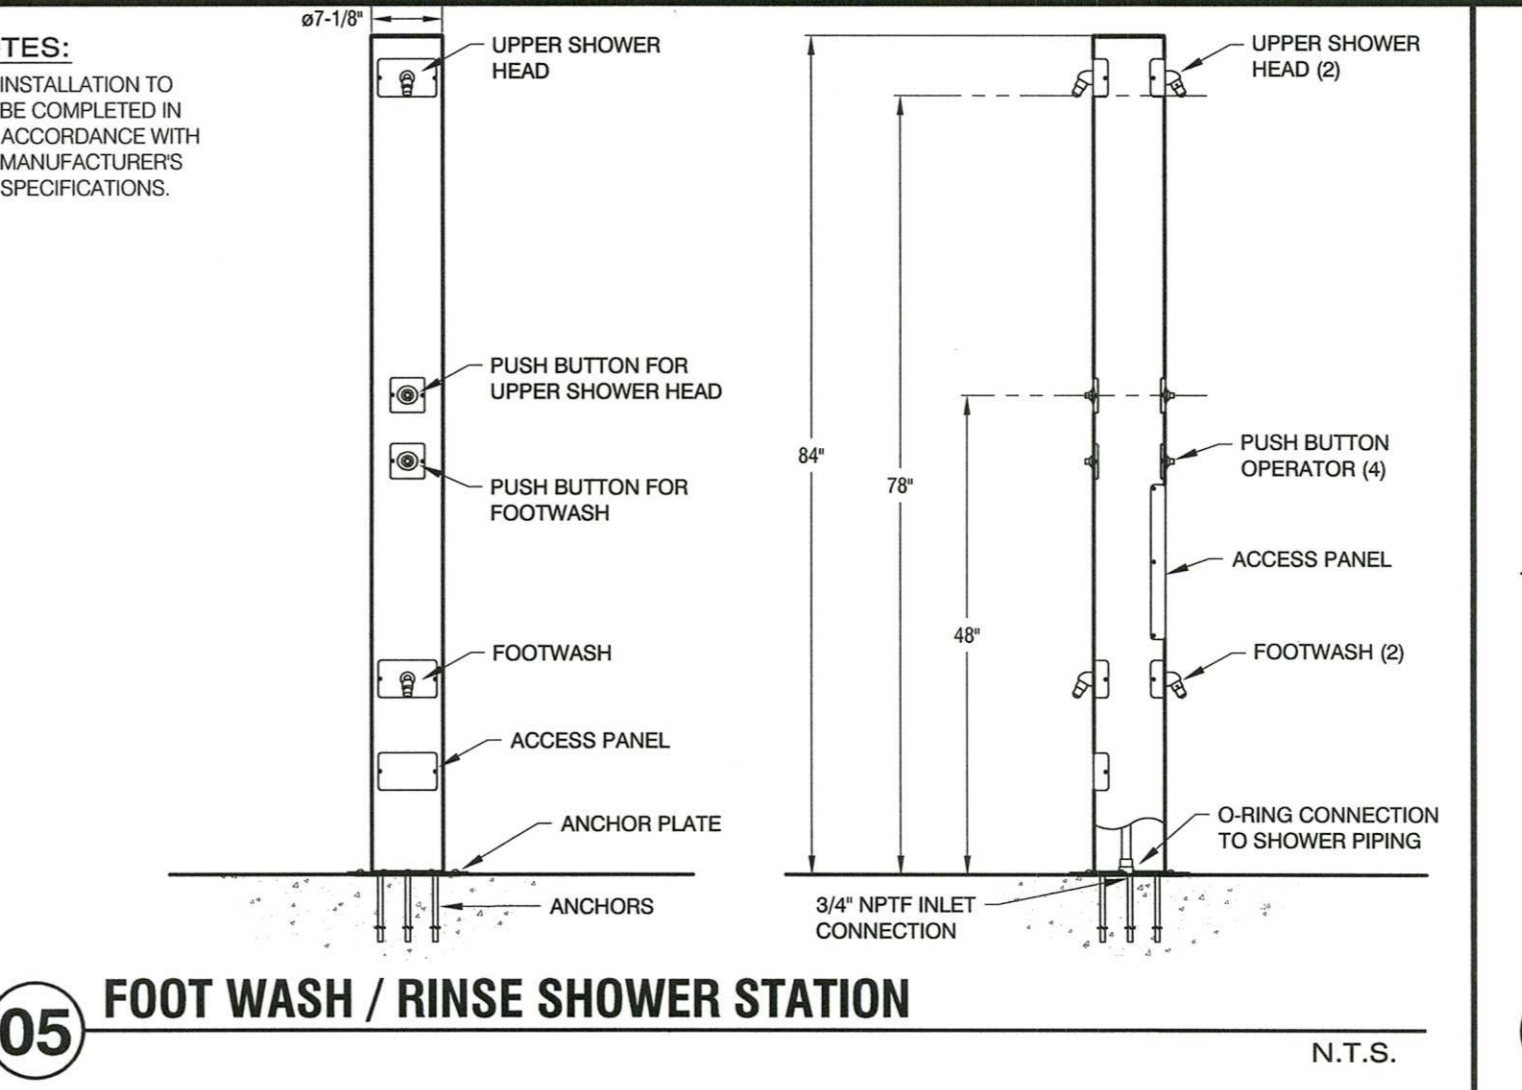 TES:
INSTALLATION TO
BE COMPLETED IN
ACCORDANCE WITH
MANUFACTURER'S
SPECIFICATIONS.
ø7-1/8"
UPPER SHOWER
HEAD
PUSH BUTTON FOR
UPPER SHOWER HEAD
PUSH BUTTON FOR
FOOTWASH
FOOTWASH
ACCESS PANEL
ANCHOR PLATE
ANCHORS
84"
78"
48"
UPPER SHOWER
HEAD (2)
PUSH BUTTON
OPERATOR (4)
ACCESS PANEL
FOOTWASH (2)
O-RING CONNECTION
TO SHOWER PIPING
3/4" NPTF INLET
CONNECTION
05
FOOT WASH / RINSE SHOWER STATION
N.T.S.